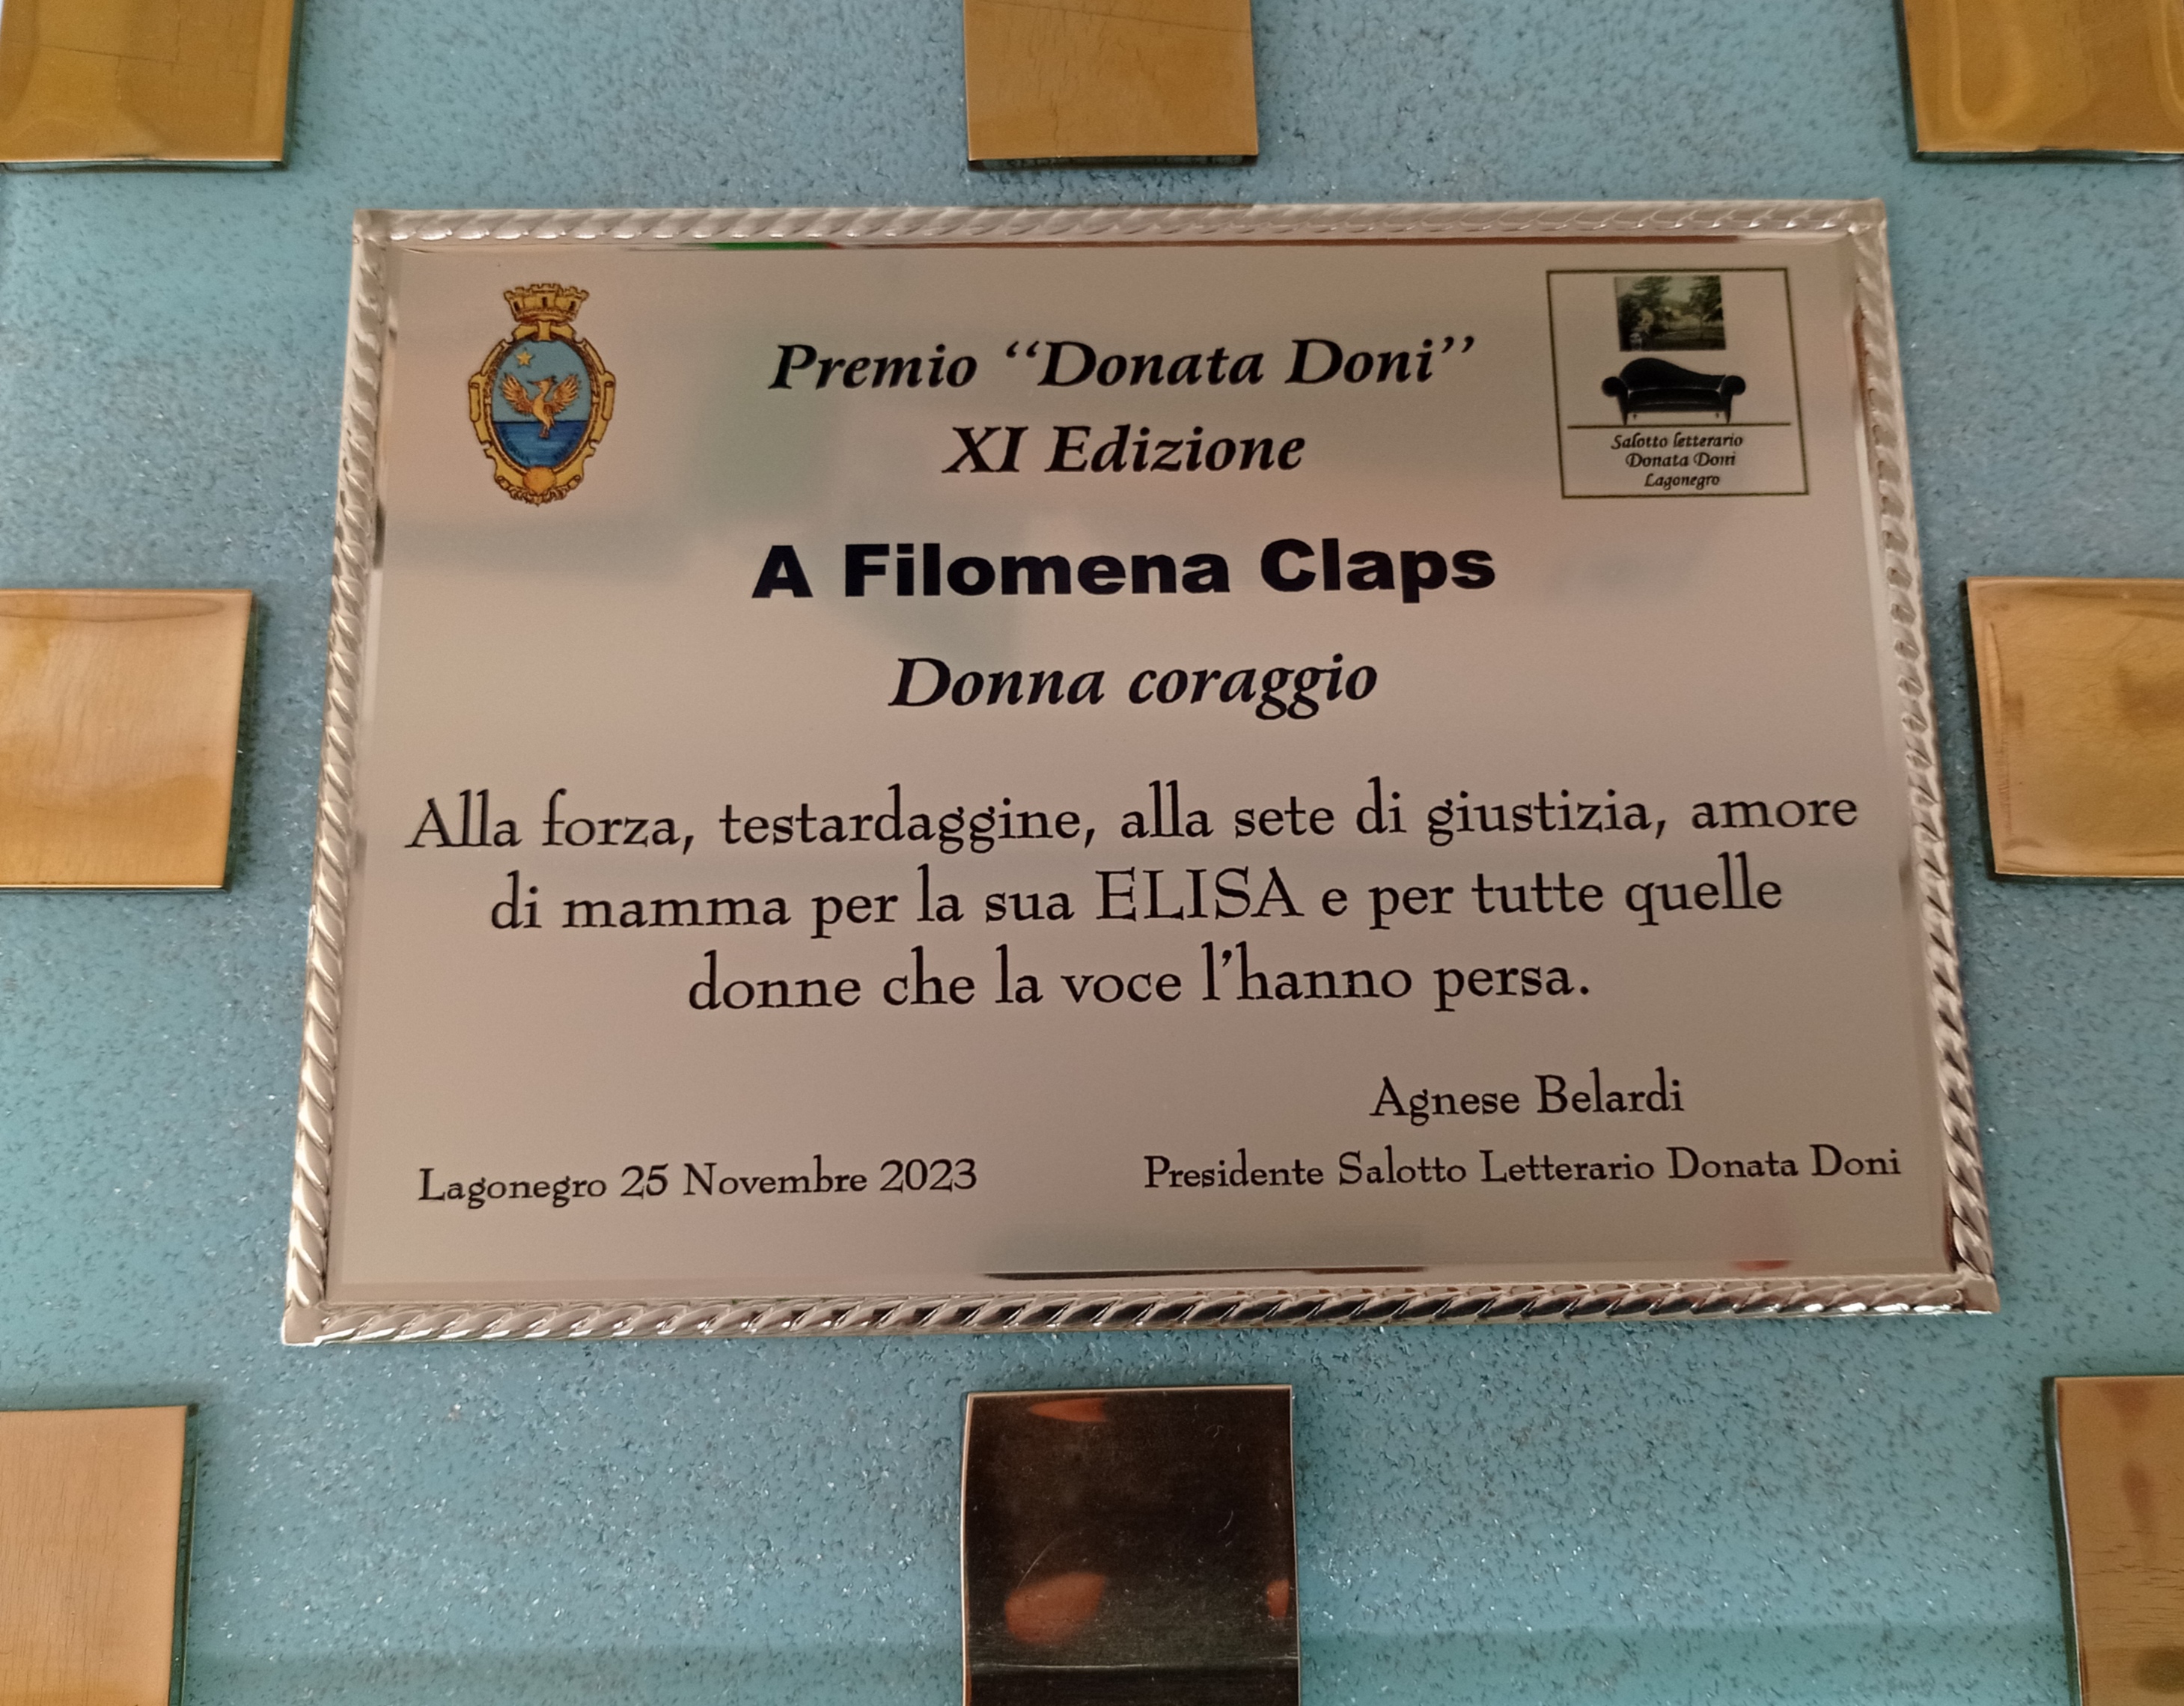 Premio “Donata Doni”
XI Edizione
Salotto letterario
Donata Doni
Lagonegro
A Filomena Claps
Donna coraggio
Alla forza, testardaggine, alla sete di giustizia, amore
di mamma per la sua ELISA e per tutte quelle
donne che la voce l’hanno persa.
Agnese Belardi
Lagonegro 25 Novembre 2023
Presidente Salotto Letterario Donata Doni